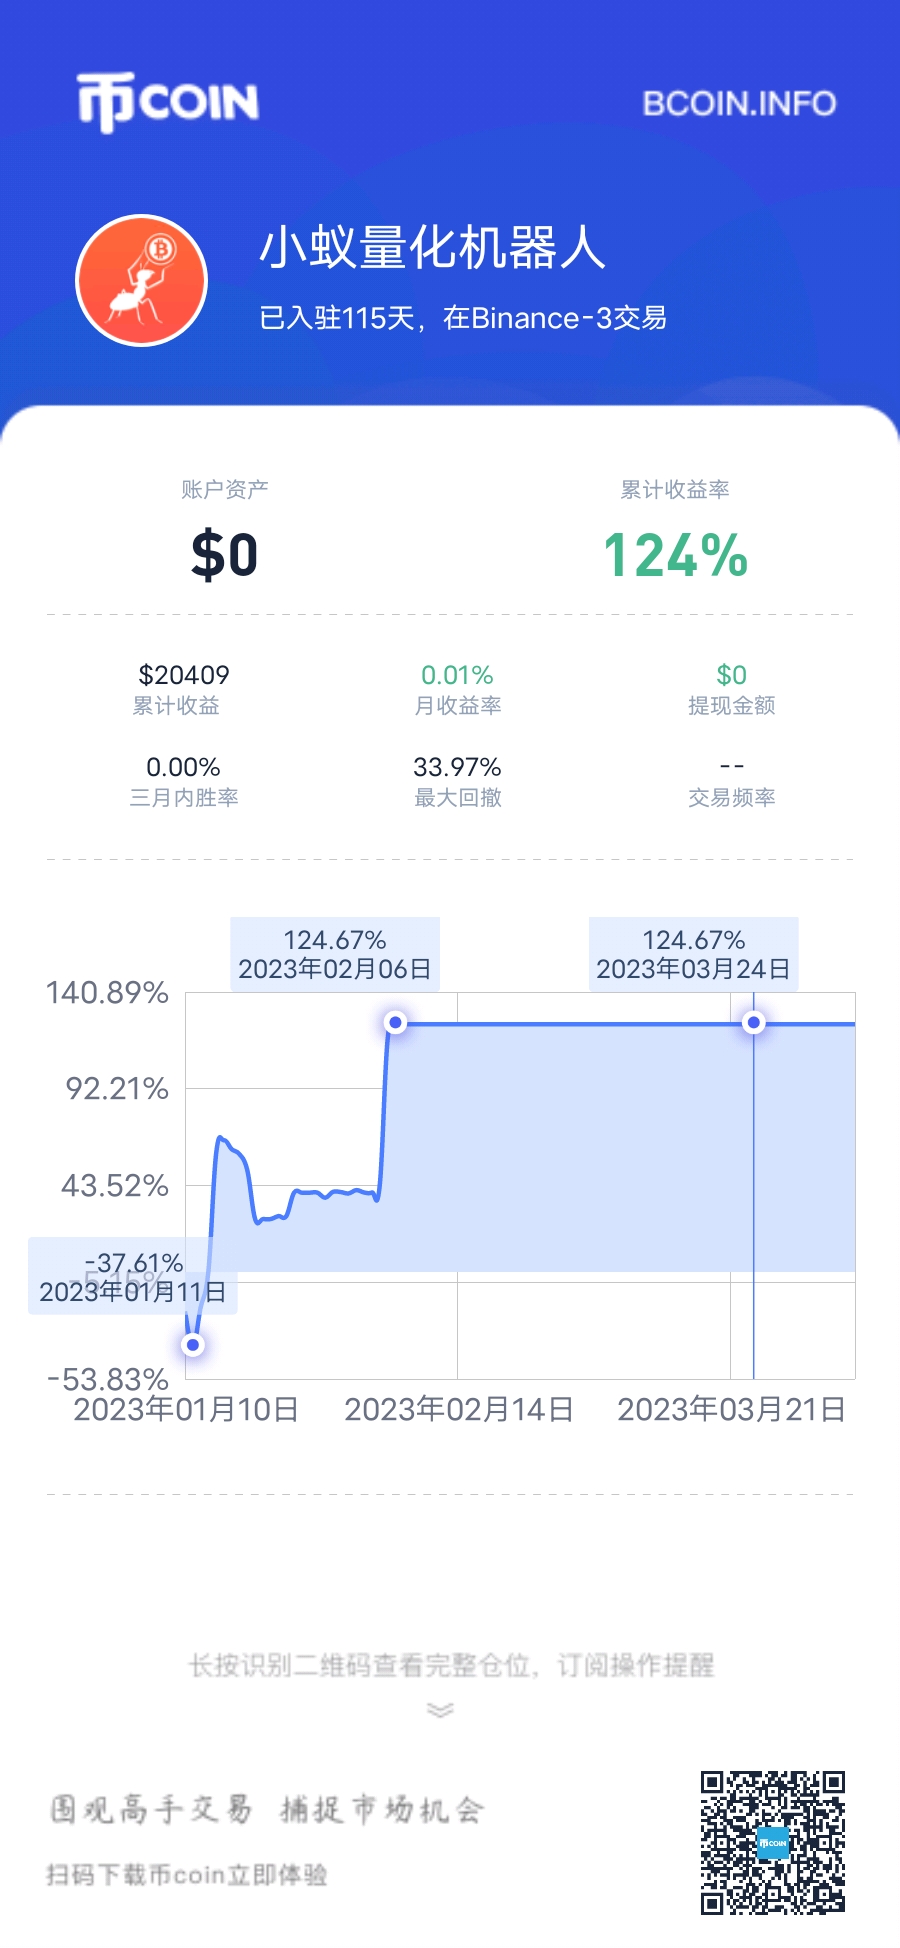 币COIN
BCOIN.INFO
小蚁量化机器人
已入驻115天，在Binance-3交易
账户资产
累计收益率
$0
124%
$20409
0.01%
$0
累计收益
月收益率
提现金额
0.00%
33.97%
--
三月内胜率
最大回撤
交易频率
124.67%
2023年02月06日
124.67%
2023年03月24日
140.89%
92.21%
43.52%
-37.61%
-5.15%
2023年01月11日
-53.83%
2023年01月10日
2023年02月14日
2023年03月21日
长按识别二维码查看完整仓位，订阅操作提醒
围观高手交易 捕捉市场机会
扫码下载币coin立即体验
币COIN